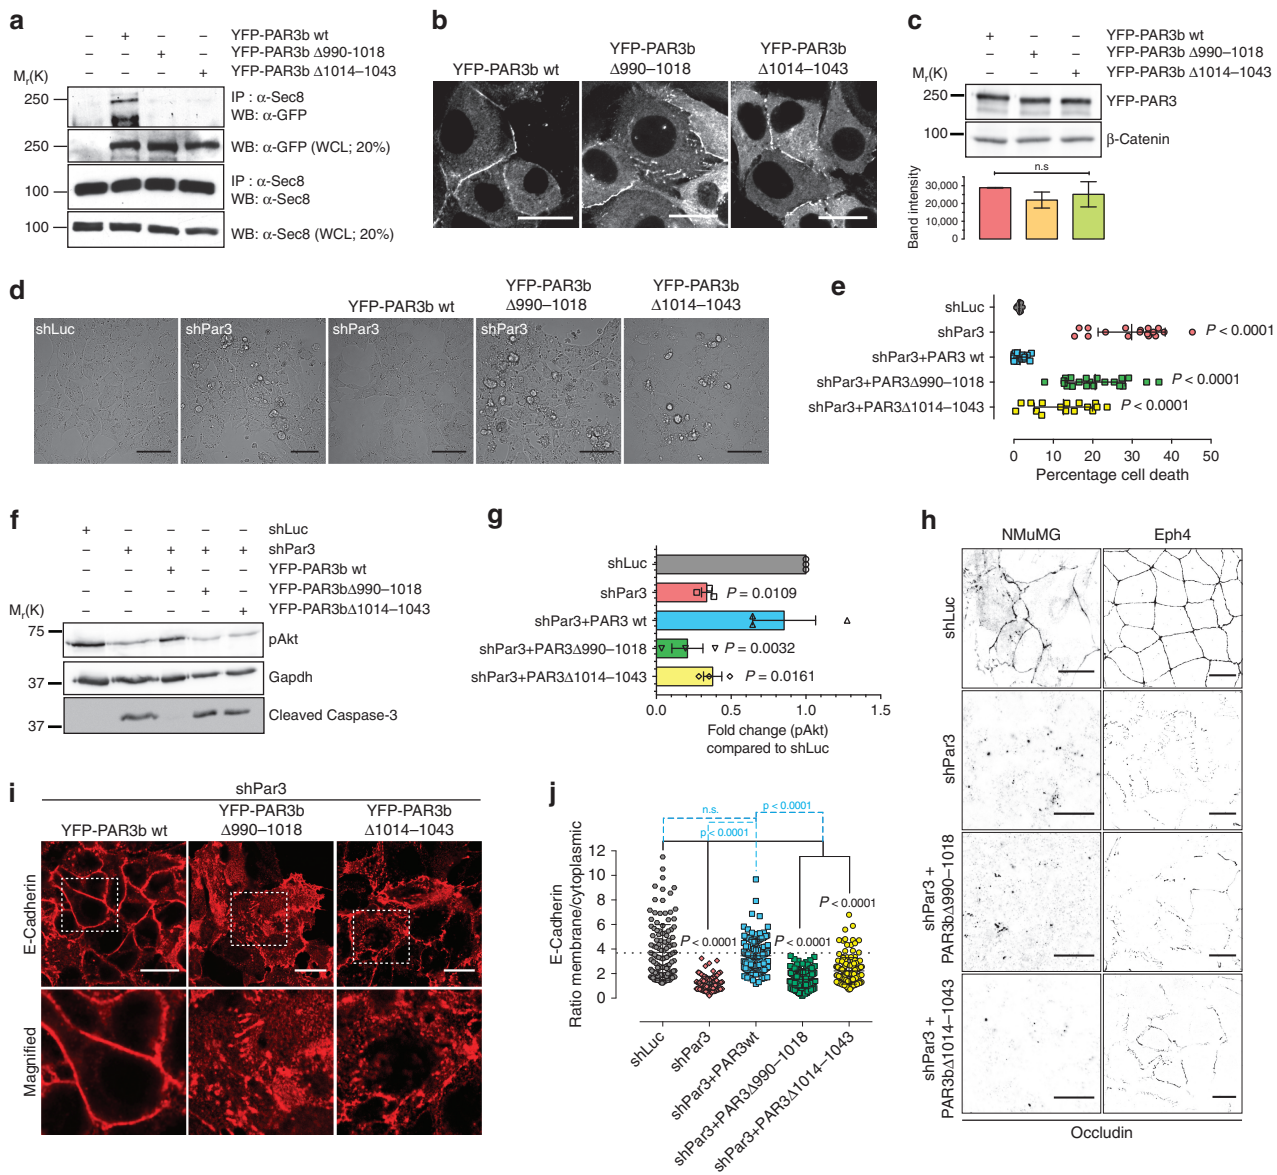 a
– + – – YFP-PAR3b wt
– – + – YFP-PAR3b Δ990-1018
– – – + YFP-PAR3b Δ1014–1043
Mr(K)
250
IP : α-Sec8
WB: α-GFP
250
WB: α-GFP (WCL; 20%)
100
IP : α-Sec8
WB: α-Sec8
100
WB: α-Sec8 (WCL; 20%)
b
YFP-PAR3b wt
YFP-PAR3b
Δ990–1018
YFP-PAR3b
Δ1014–1043
c
+ – – YFP-PAR3b wt
– + – YFP-PAR3b Δ990-1018
– – + YFP-PAR3b Δ1014–1043
Mr(K)
250
YFP-PAR3
100
β-Catenin
n.s
Band intensity
30,000
20,000
10,000
0
d
YFP-PAR3b wt
YFP-PAR3b
Δ990–1018
YFP-PAR3b
Δ1014–1043
shLuc
shPar3
shPar3
shPar3
e
shLuc
shPar3
P < 0.0001
shPar3+PAR3 wt
shPar3+PAR3Δ990–1018
P < 0.0001
shPar3+PAR3Δ1014–1043
P < 0.0001
0 10 20 30 40 50
Percentage cell death
f
+ – – – – shLuc
– + + + + shPar3
– – + – – YFP-PAR3b wt
– – – + – YFP-PAR3bΔ990–1018
– – – – + YFP-PAR3bΔ1014–1043
Mr(K)
75
pAkt
37
Gapdh
37
Cleaved Caspase-3
g
shLuc
shPar3
P = 0.0109
shPar3+PAR3 wt
shPar3+PAR3Δ990–1018
P = 0.0032
shPar3+PAR3Δ1014–1043
P = 0.0161
0.0 0.5 1.0 1.5
Fold change (pAkt)
compared to shLuc
h
NMuMG
Eph4
shLuc
shPar3
shPar3 +
PAR3bΔ990–1018
shPar3 +
PAR3bΔ1014–1043
Occludin
i
shPar3
YFP-PAR3b wt
YFP-PAR3b
Δ990–1018
YFP-PAR3b
Δ1014–1043
E-Cadherin
Magnified
j
n.s.
p < 0.0001
p < 0.0001
E-Cadherin
Ratio membrane/cytoplasmic
12
10
8
6
4
2
0
P < 0.0001
P < 0.0001
P < 0.0001
shLuc
shPar3
shPar3+PAR3wt
shPar3+PAR3Δ990–1018
shPar3+PAR3Δ1014–1043